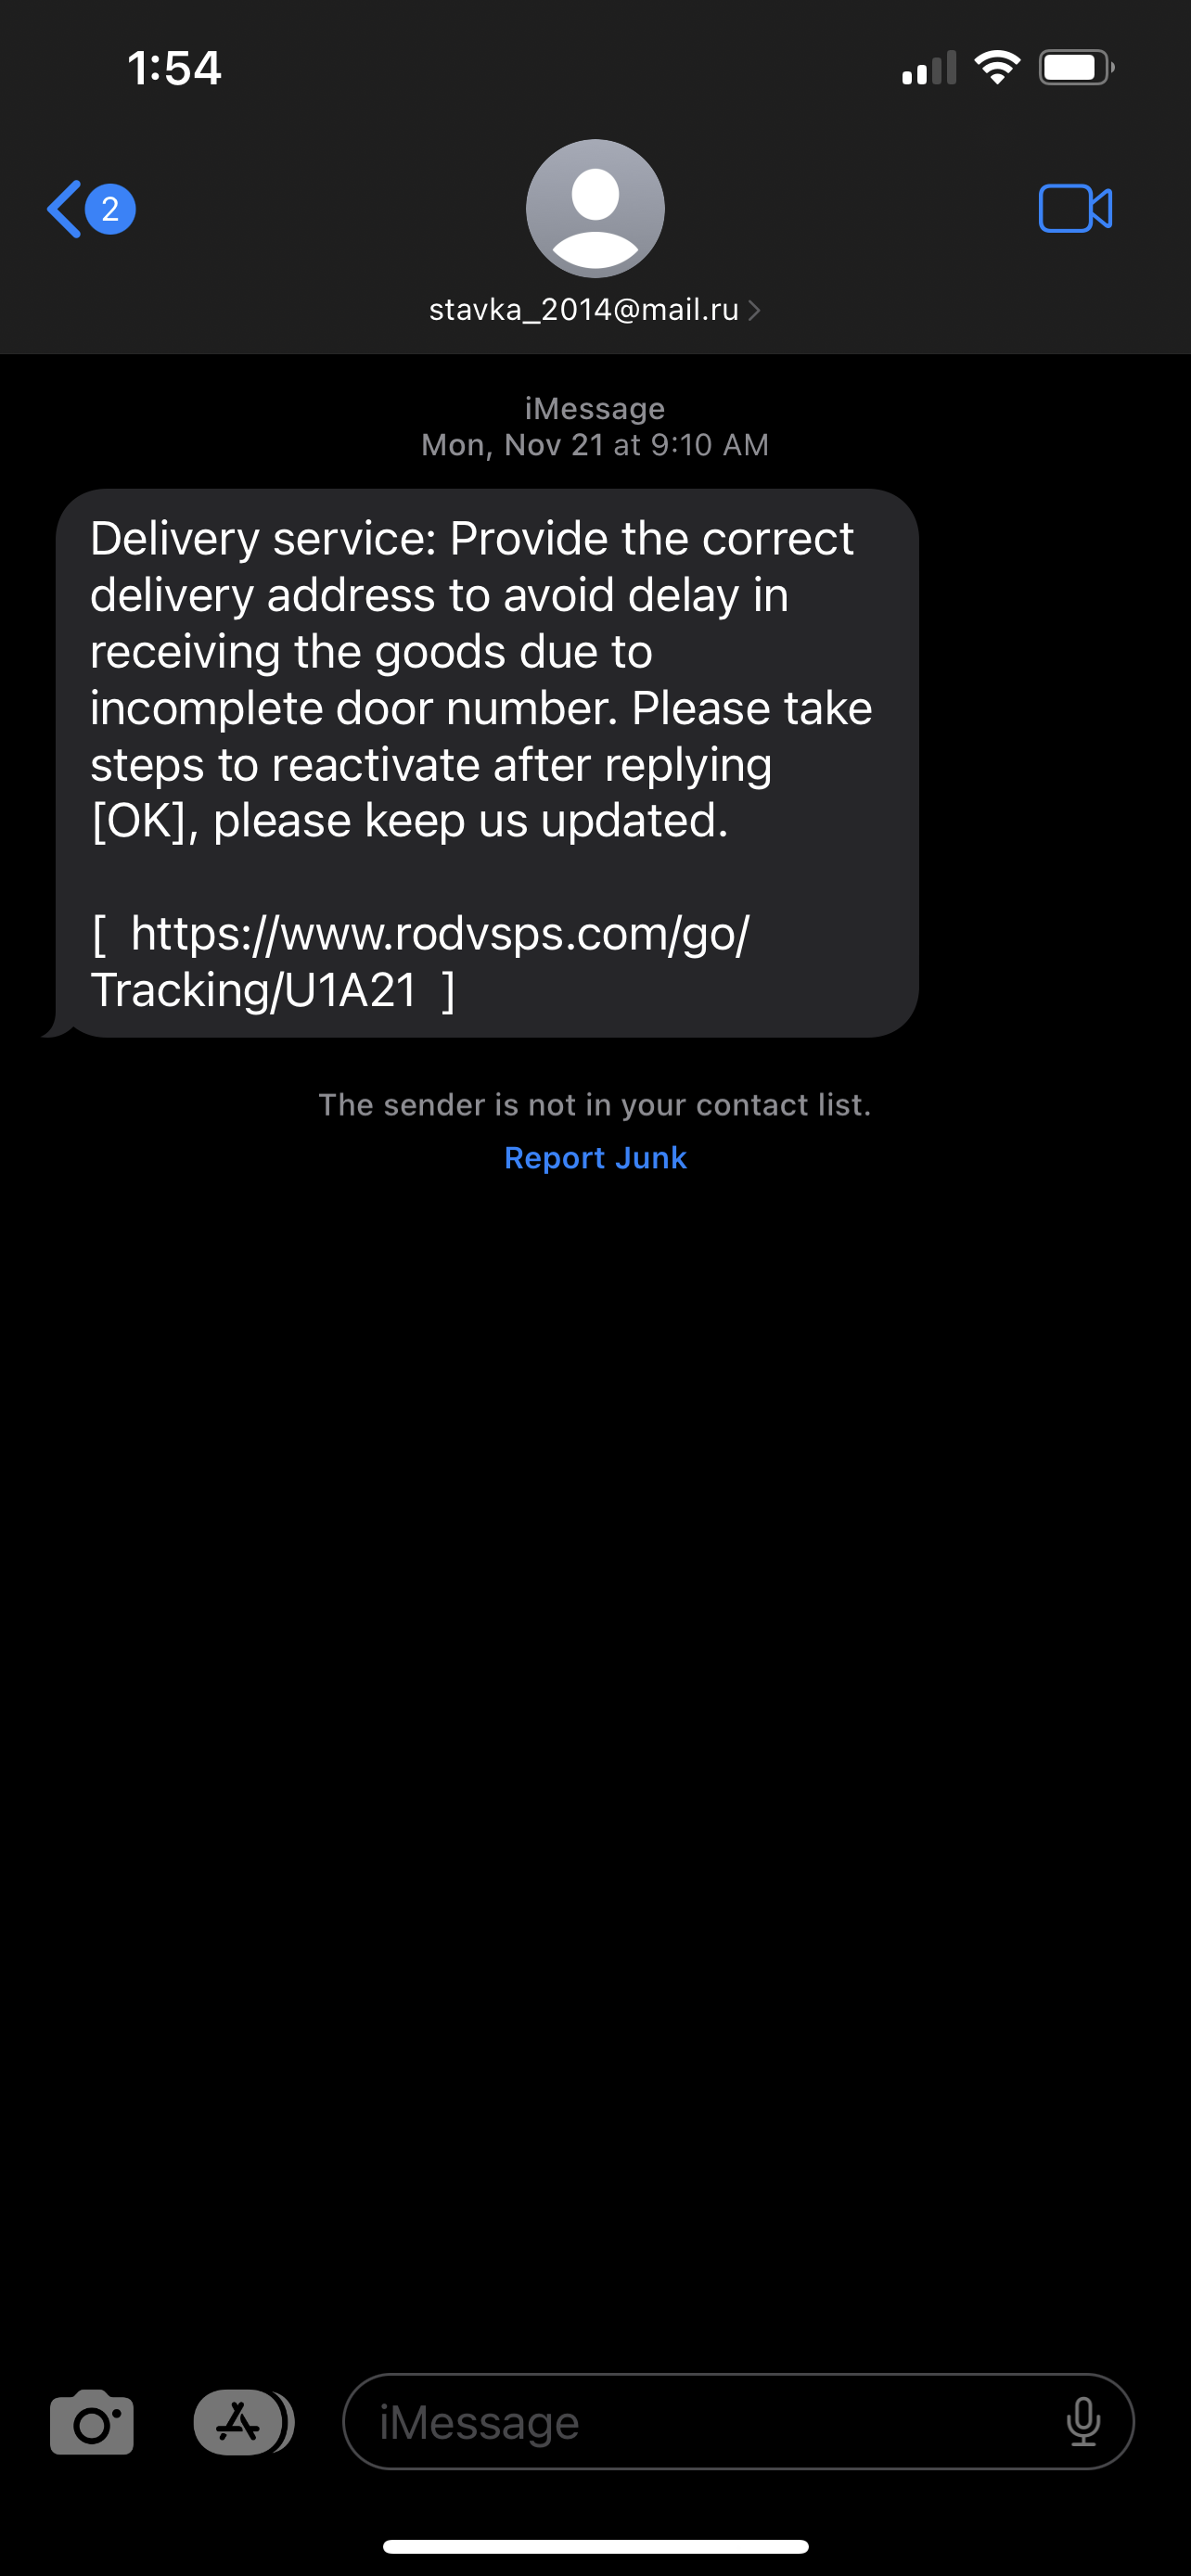 1:54
2
stavka_2014@mail.ru
iMessage
Mon, Nov 21 at 9:10 AM
Delivery service: Provide the correct
delivery address to avoid delay in
receiving the goods due to
incomplete door number. Please take
steps to reactivate after replying
[OK], please keep us updated.
[  https://www.rodvsps.com/go/
Tracking/U1A21  ]
The sender is not in your contact list.
Report Junk
iMessage